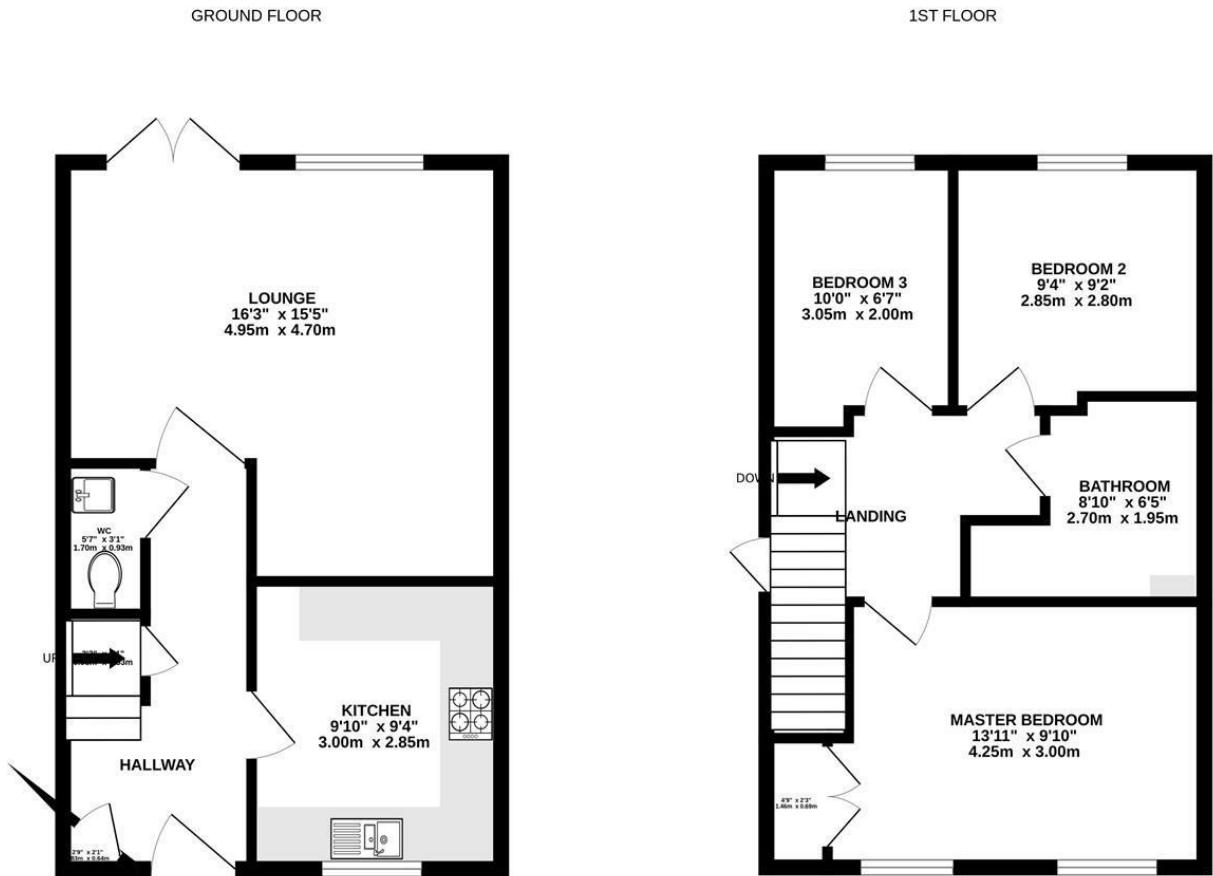 GROUND FLOOR
1ST FLOOR
LOUNGE
16'3" x 15'5"
4.95m x 4.70m
WC
5'7" x 3'1"
1.70m x 0.93m
UP
KITCHEN
9'10" x 9'4"
3.00m x 2.85m
HALLWAY
2'9" x 2'1"
BEDROOM 3
10'0" x 6'7"
3.05m x 2.00m
BEDROOM 2
9'4" x 9'2"
2.85m x 2.80m
DOWN
LANDING
BATHROOM
8'10" x 6'5"
2.70m x 1.95m
MASTER BEDROOM
13'11" x 9'10"
4.25m x 3.00m
4'9" x 2'3"
1.46m x 0.69m